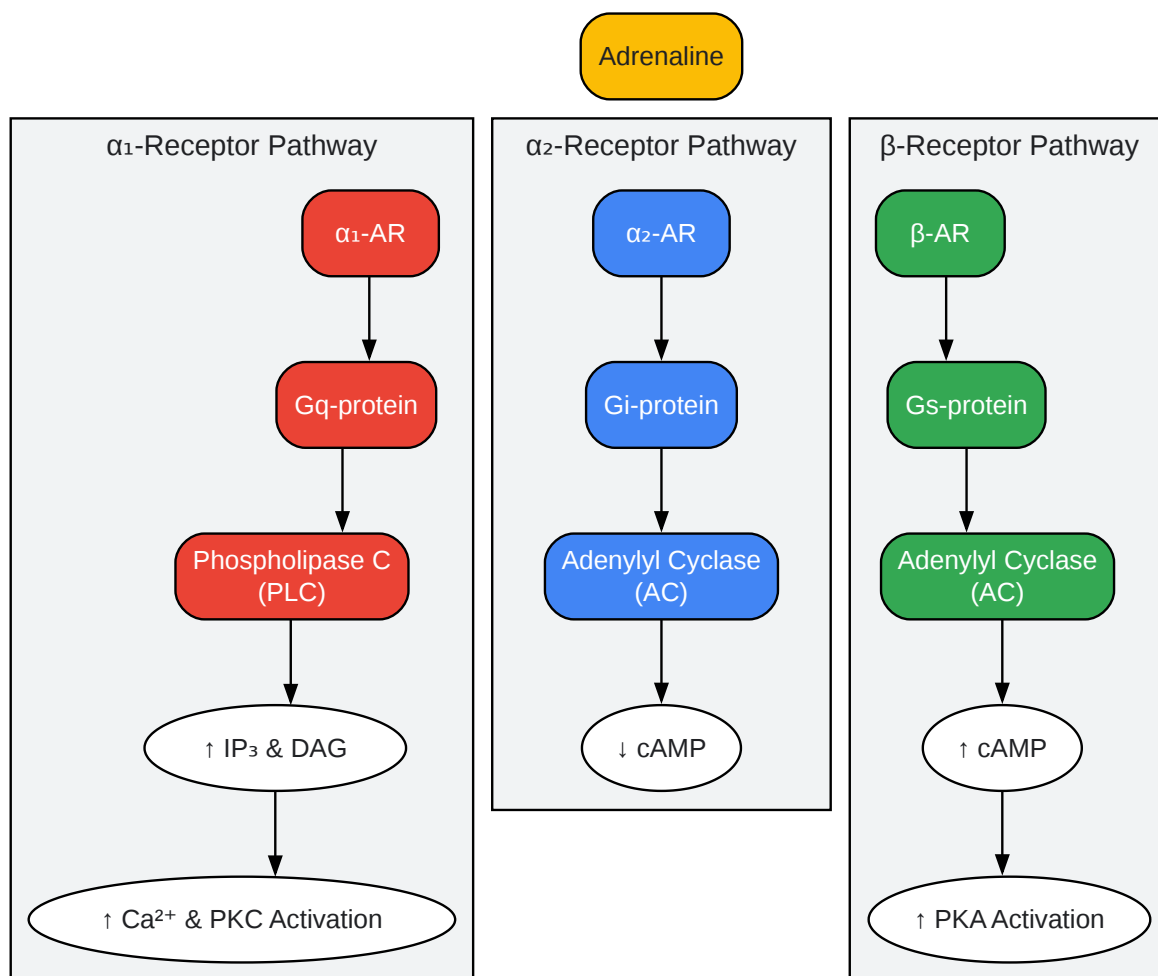 Adrenaline
α₁-Receptor Pathway
α₁-AR
Gq-protein
Phospholipase C
(PLC)
↑ IP₃ & DAG
↑ Ca²⁺ & PKC Activation
α₂-Receptor Pathway
α₂-AR
Gi-protein
Adenylyl Cyclase
(AC)
↓ cAMP
β-Receptor Pathway
β-AR
Gs-protein
Adenylyl Cyclase
(AC)
↑ cAMP
↑ PKA Activation